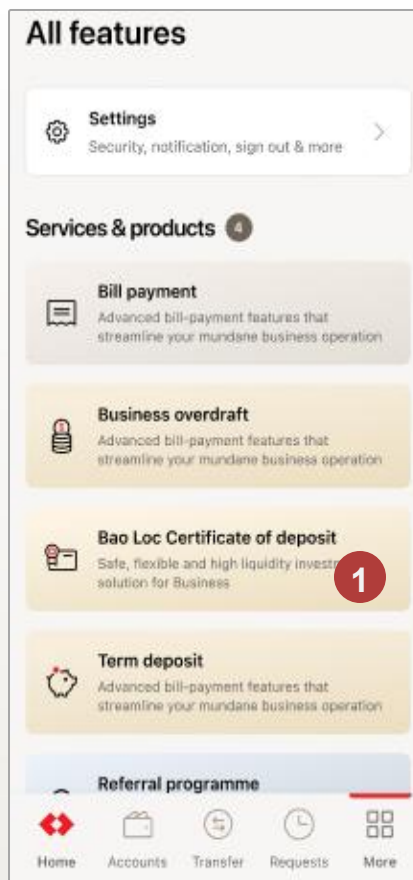 All features
Settings
Security, notification, sign out & more
Services & products 4
Bill payment
Advanced bill-payment features that
streamline your mundane business operation
Business overdraft
Advanced bill-payment features that
streamline your mundane business operation
Bao Loc Certificate of deposit
Safe, flexible and high liquidity
solution for Business
1
Term deposit
Advanced bill-payment features that
streamline your mundane business operation
Referral programme
Home Accounts Transfer Requests More